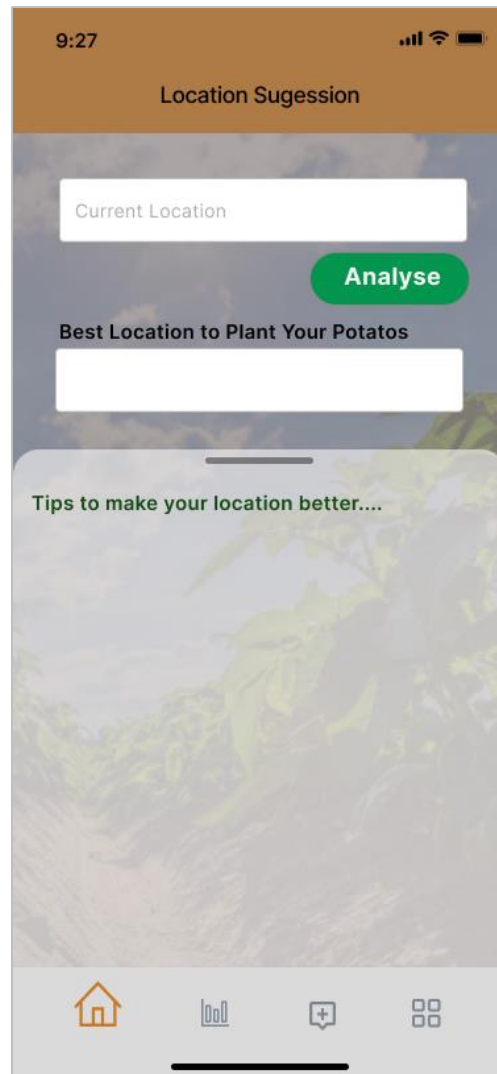 9:27
Location Sugession
Current Location
Analyse
Best Location to Plant Your Potatos
Tips to make your location better....